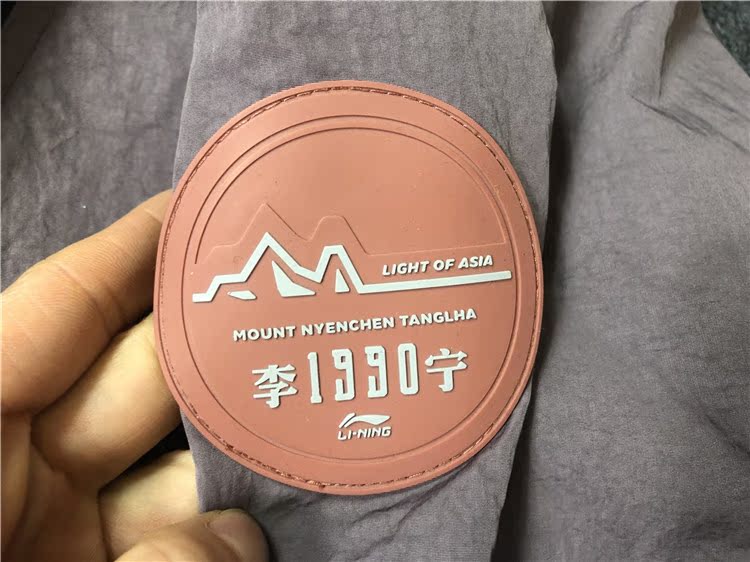 LIGHT OF ASIA
MOUNT NYENCHEN TANGLHA
李1990宁
LI-NING